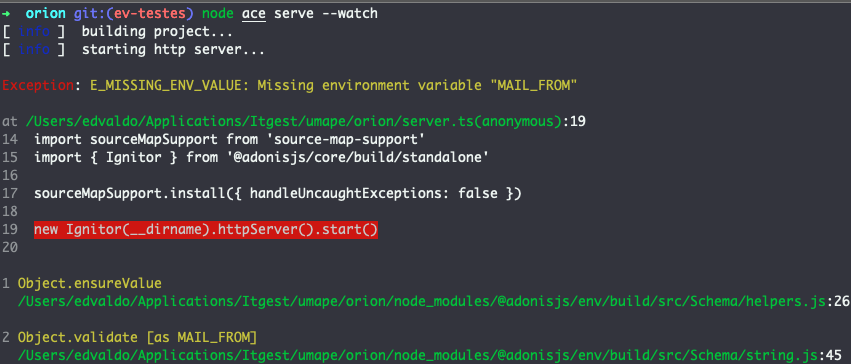 ➜ orion git:(ev-testes) node ace serve --watch
[ info ] building project...
[ info ] starting http server...
Exception: E_MISSING_ENV_VALUE: Missing environment variable "MAIL_FROM"
at /Users/edvaldo/Applications/Itgest/umape/orion/server.ts(anonymous):19
14 import sourceMapSupport from 'source-map-support'
15 import { Ignitor } from '@adonisjs/core/build/standalone'
16
17 sourceMapSupport.install({ handleUncaughtExceptions: false })
18
19 new Ignitor(__dirname).httpServer().start()
20
1 Object.ensureValue
/Users/edvaldo/Applications/Itgest/umape/orion/node_modules/@adonisjs/env/build/src/Schema/helpers.js:26
2 Object.validate [as MAIL_FROM]
/Users/edvaldo/Applications/Itgest/umape/orion/node_modules/@adonisjs/env/build/src/Schema/string.js:45